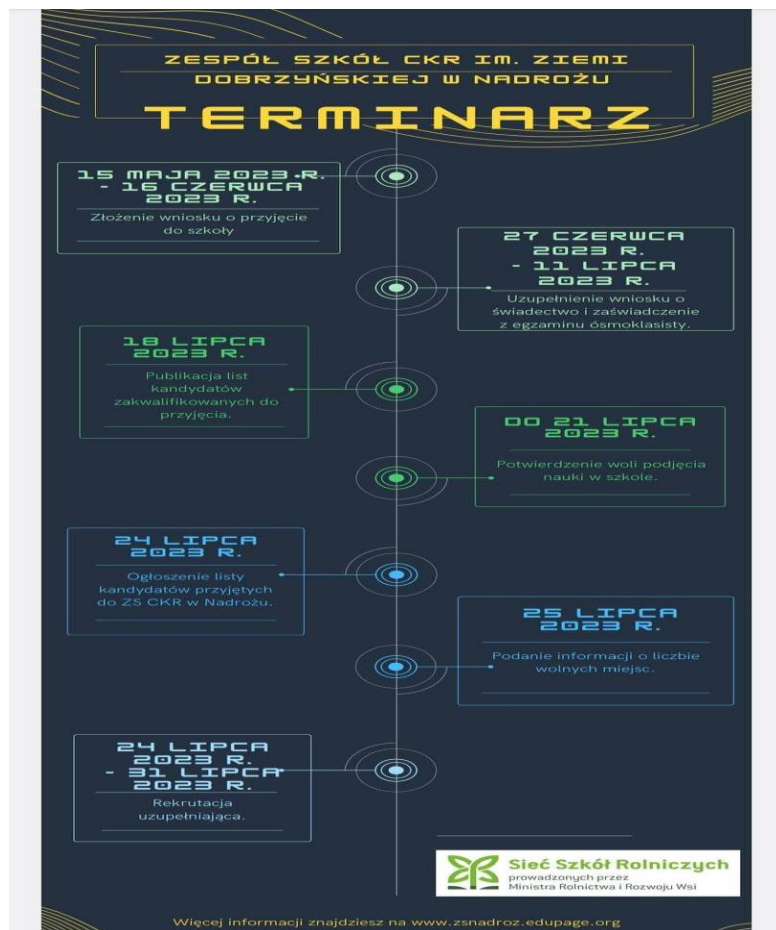 ZESPÓŁ SZKÓŁ CKR IM. ZIEMI
DOBRZYŃSKIEJ W NADROŻU
TERMINARZ
15 MAJA 2023 R.
- 16 CZERWCA
2023 R.
Złożenie wniosku o przyjęcie
do szkoły
27 CZERWCA
2023 R.
- 11 LIPCA
2023 R.
Uzupełnienie wniosku o
świadectwo i zaświadczenie
z egzaminu ósmoklasisty.
18 LIPCA
2023 R.
Publikacja list
kandydatów
zakwalifikowanych do
przyjęcia.
DO 21 LIPCA
2023 R.
Potwierdzenie woli podjęcia
nauki w szkole.
24 LIPCA
2023 R.
Ogłoszenie listy
kandydatów przyjętych
do ZS CKR w Nadrożu.
25 LIPCA
2023 R.
Podanie informacji o liczbie
wolnych miejsc.
24 LIPCA
2023 R.
- 31 LIPCA
2023 R.
Rekrutacja
uzupełniająca.
Sieć Szkół Rolniczych
prowadzonych przez
Ministra Rolnictwa i Rozwoju Wsi
Więcej informacji znajdziesz na www.zsnadroz.edupage.org